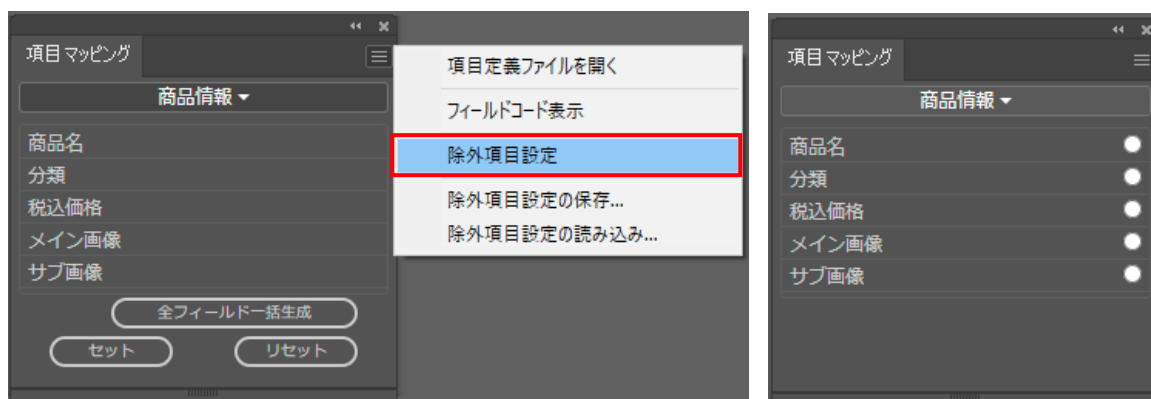 項目マッピング
商品情報
商品名
分類
税込価格
メイン画像
サブ画像
全フィールド一括生成
セット リセット
項目定義ファイルを開く
フィールドコード表示
除外項目設定
除外項目設定の保存...
除外項目設定の読み込み...
項目マッピング
商品情報
商品名
分類
税込価格
メイン画像
サブ画像